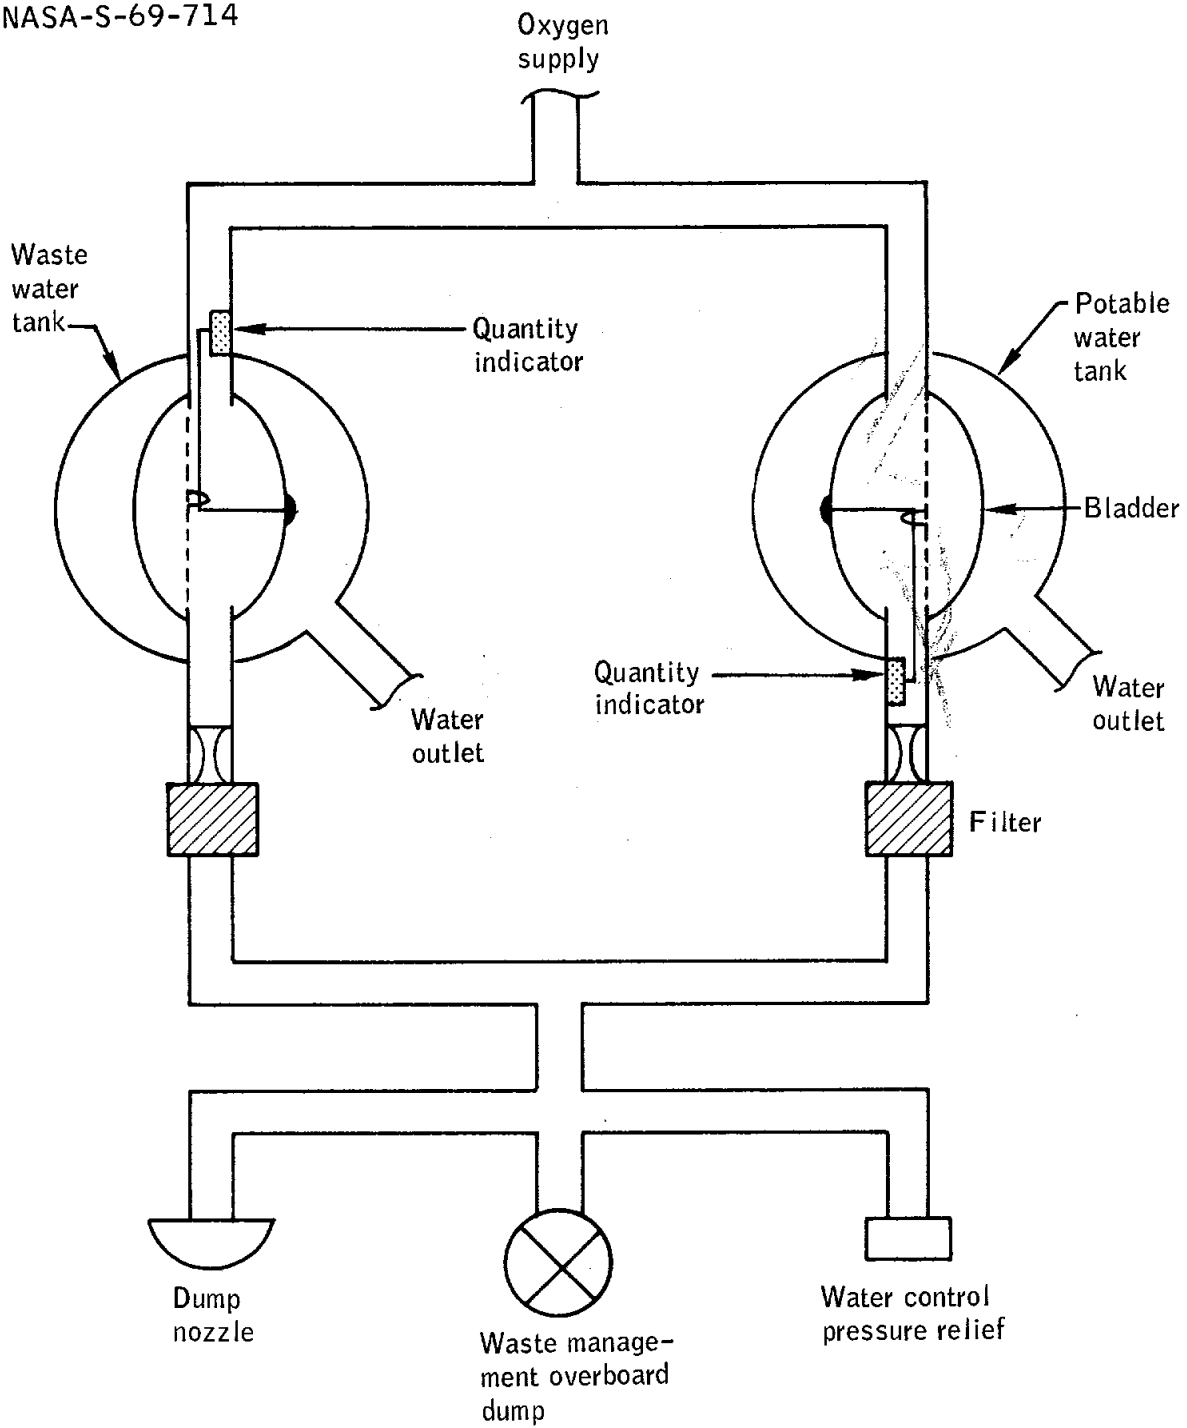 NASA-S-69-714
Oxygen
supply
Waste
water
tank
Quantity
indicator
Potable
water
tank
Bladder
Quantity
indicator
Water
outlet
Water
outlet
Filter
Dump
nozzle
Waste manage-
ment overboard
dump
Water control
pressure relief